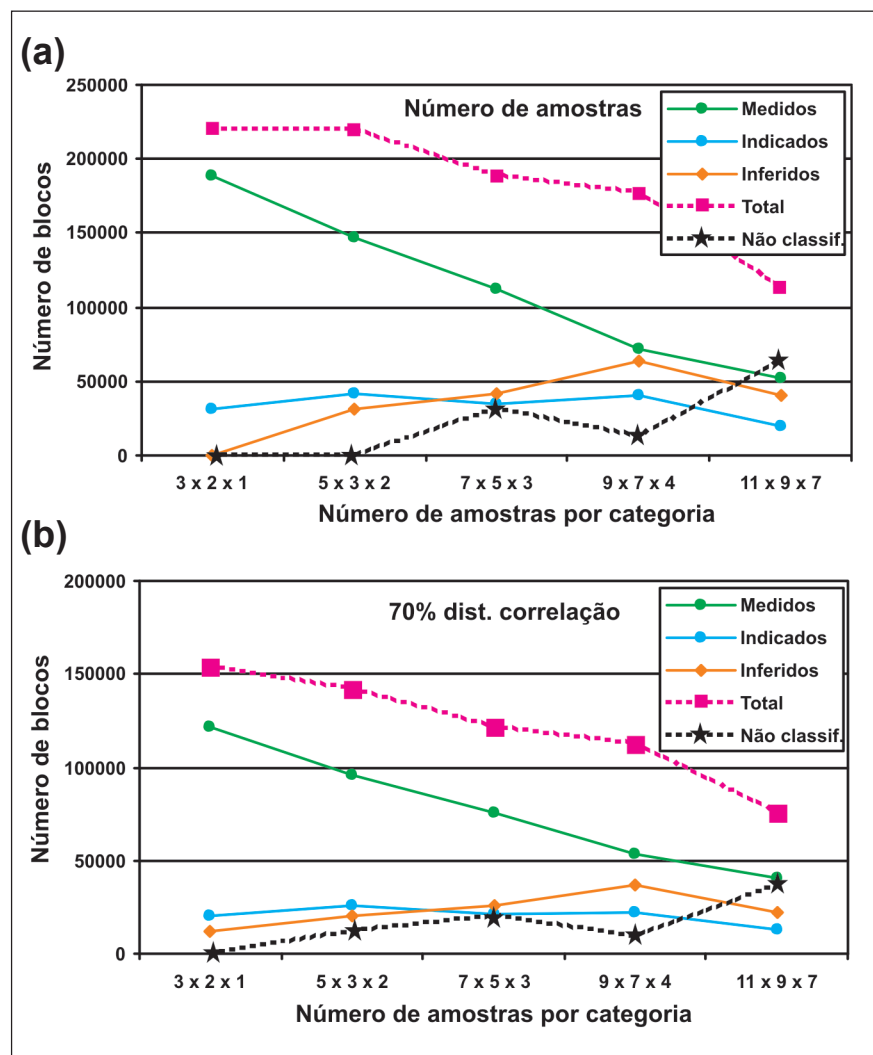 (a)
250000
200000
150000
100000
50000
0
Número de blocos
Número de amostras
Medidos
Indicados
Inferidos
Total
Não classif.
3 x 2 x 1
5 x 3 x 2
7 x 5 x 3
9 x 7 x 4
11 x 9 x 7
Número de amostras por categoria
(b)
200000
150000
100000
50000
0
Número de blocos
70% dist. correlação
Medidos
Indicados
Inferidos
Total
Não classif.
3 x 2 x 1
5 x 3 x 2
7 x 5 x 3
9 x 7 x 4
11 x 9 x 7
Número de amostras por categoria